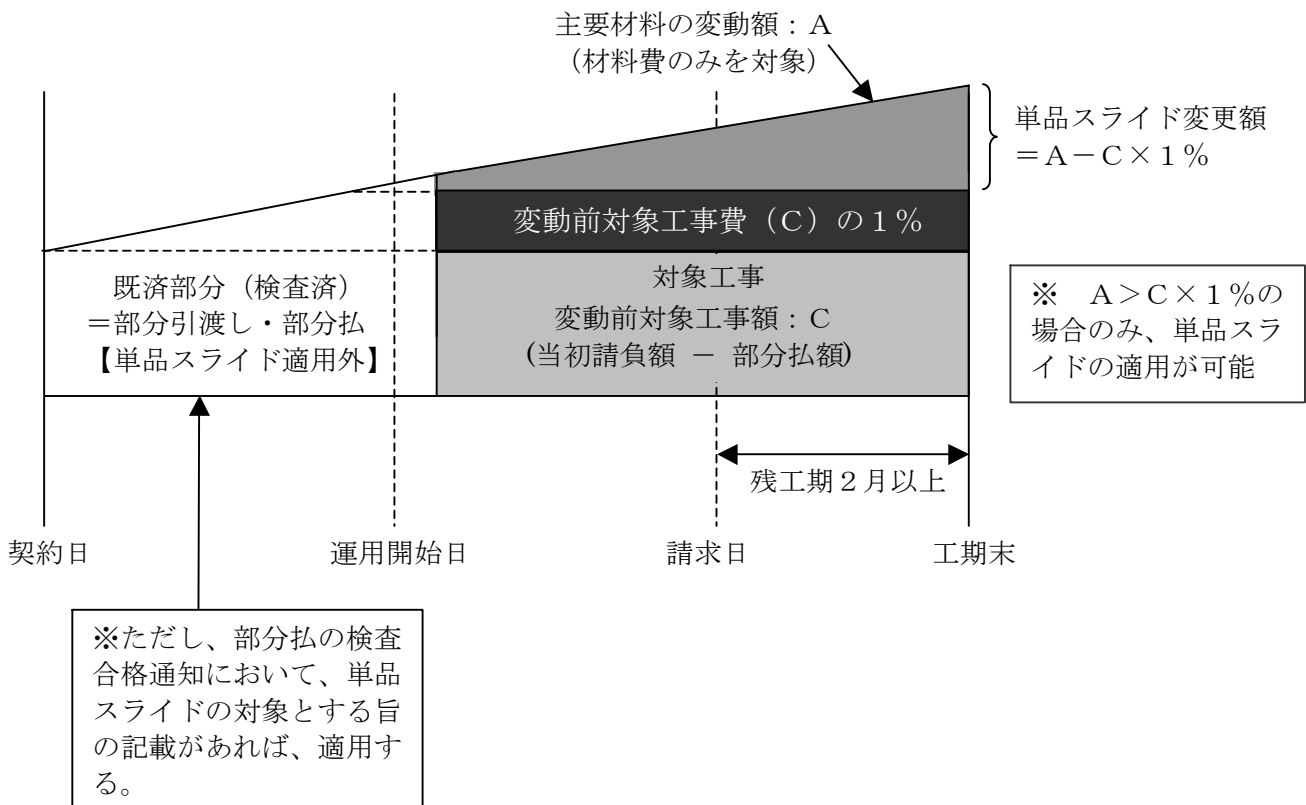 主要材料の変動額：Ａ
（材料費のみを対象）
単品スライド変更額
＝Ａ－Ｃ×１％
変動前対象工事費（Ｃ）の１％
既済部分（検査済）
＝部分引渡し・部分払
【単品スライド適用外】
対象工事
変動前対象工事額：Ｃ
(当初請負額 － 部分払額)
※　Ａ＞Ｃ×１％の
場合のみ、単品スラ
イドの適用が可能
残工期２月以上
契約日
運用開始日
請求日
工期末
※ただし、部分払の検査
合格通知において、単品
スライドの対象とする旨
の記載があれば、適用す
る。